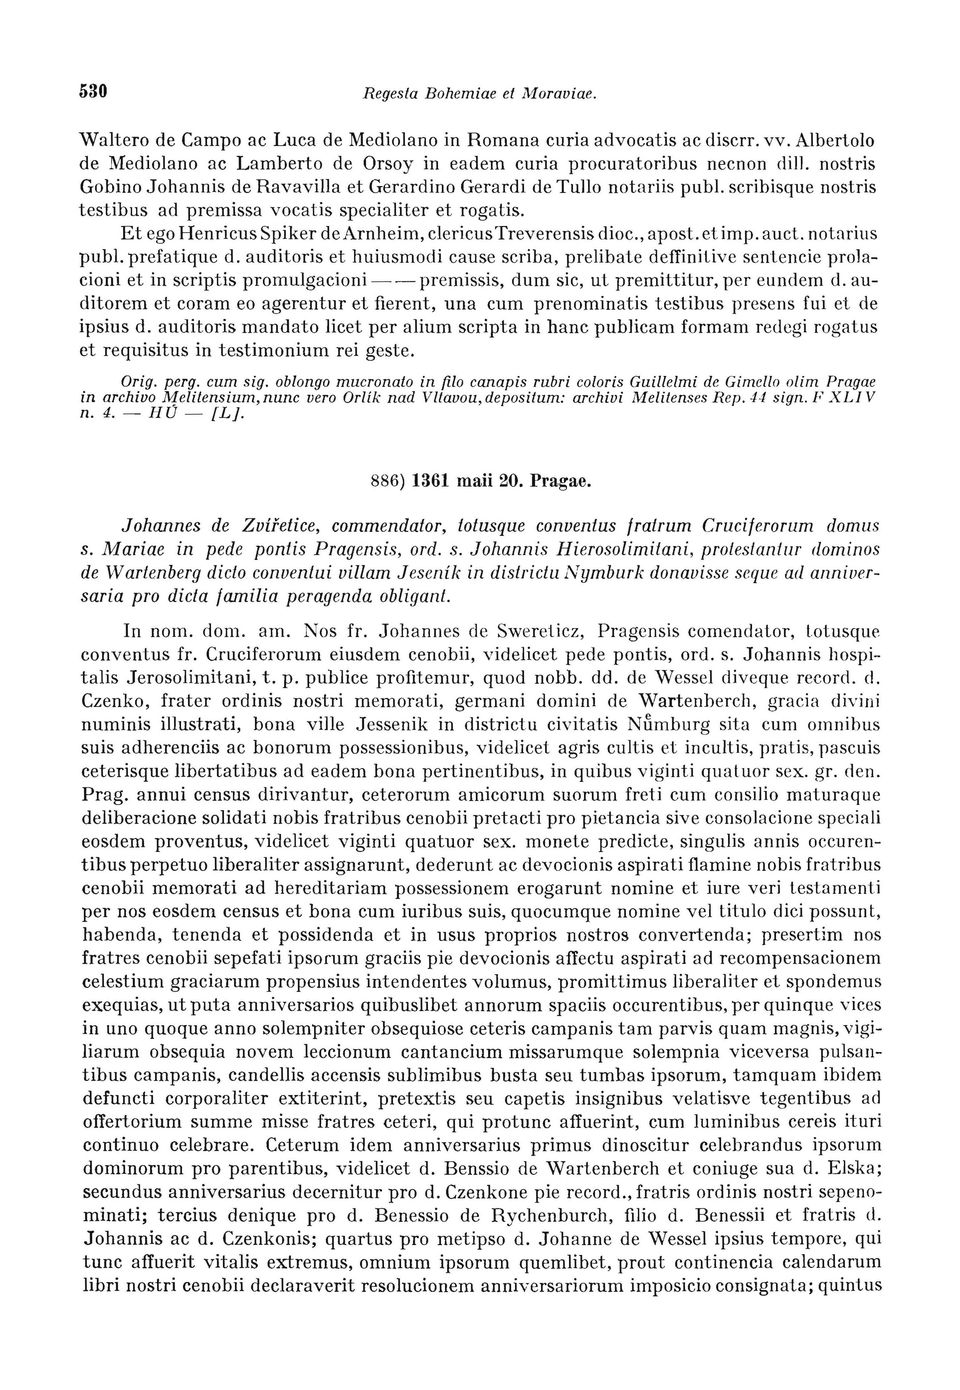 530
Regesta Bohemiae et Moraviae.
Waltero de Campo ac Luca de Mediolano in Romana curia advocatis ac discrr. vv. Albertolo
de Mediolano ac Lamberto de Orsoy in eadem curia procuratoribus necnon dill. nostris
Gobino Johannis de Ravavilla et Gerardino Gerardi de Tullo notariis publ. scribisque nostris
testibus ad premissa vocatis specialiter et rogatis.
Et ego Henricus Spiker de Arnheim, clericus Treverensis dioc., apost. et imp. auct. notarius
publ. prefatique d. auditoris et huiusmodi cause scriba, prelibate deffinitive sentencie prola-
cioni et in scriptis promulgacioni — — premissis, dum sic, ut premittitur, per eundem d. au-
ditorem et coram eo agerentur et fierent, una cum prenominatis testibus presens fui et de
ipsius d. auditoris mandato licet per alium scripta in hanc publicam formam redegi rogatus
et requisitus in testimonium rei geste.
Orig. perg. cum sig. oblongo mucronato in filo canapis rubri coloris Guillelmi de Gimello olim Pragae
in archivo Melitensium, nunc vero Orlík nad Vltavou, depositum: archivi Melitenses Rep. 44 sign. F XLIV
n. 4. — HÚ — [L].
886) 1361 maii 20. Pragae.
Johannes de Zvířetice, commendator, totusque conventus fratrum Cruciferorum domus
s. Mariae in pede pontis Pragensis, ord. s. Johannis Hierosolimitani, protestantur dominos
de Wartenberg dicto conventui villam Jeseník in districtu Nymburk donavisse seque ad anniver-
saria pro dicta familia peragenda obligant.
In nom. dom. am. Nos fr. Johannes de Swereticz, Pragensis comendator, totusque
conventus fr. Cruciferorum eiusdem cenobii, videlicet pede pontis, ord. s. Johannis hospi-
talis Jerosolimitani, t. p. publice profitemur, quod nobb. dd. de Wessel diveque record. d.
Czenko, frater ordinis nostri memorati, germani domini de Wartenberch, gracia divini
numinis illustrati, bona ville Jessenik in districtu civitatis Nůmburg sita cum omnibus
suis adherenciis ac bonorum possessionibus, videlicet agris cultis et incultis, pratis, pascuis
ceterisque libertatibus ad eadem bona pertinentibus, in quibus viginti quatuor sex. gr. den.
Prag. annui census dirivantur, ceterorum amicorum suorum freti cum consilio maturaque
deliberacione solidati nobis fratribus cenobii pretacti pro pietancia sive consolacione speciali
eosdem proventus, videlicet viginti quatuor sex. monete predicte, singulis annis occuren-
tibus perpetuo liberaliter assignarunt, dederunt ac devocionis aspirati flamine nobis fratribus
cenobii memorati ad hereditariam possessionem erogarunt nomine et iure veri testamenti
per nos eosdem census et bona cum iuribus suis, quocumque nomine vel titulo dici possunt,
habenda, tenenda et possidenda et in usus proprios nostros convertenda; presertim nos
fratres cenobii sepefati ipsorum graciis pie devocionis affectu aspirati ad recompensacionem
celestium graciarum propensius intendentes volumus, promittimus liberaliter et spondemus
exequias, ut puta anniversarios quibuslibet annorum spaciis occurentibus, per quinque vices
in uno quoque anno solempniter obsequiose ceteris campanis tam parvis quam magnis, vigi-
liarum obsequia novem leccionum cantancium missarumque solempnia viceversa pulsan-
tibus campanis, candellis accensis sublimibus busta seu tumbas ipsorum, tamquam ibidem
defuncti corporaliter extiterint, pretextis seu capetis insignibus velatisve tegentibus ad
offertorium summe misse fratres ceteri, qui protunc affuerint, cum luminibus cereis ituri
continuo celebrare. Ceterum idem anniversarius primus dinoscitur celebrandus ipsorum
dominorum pro parentibus, videlicet d. Benssio de Wartenberch et coniuge sua d. Elska;
secundus anniversarius decernitur pro d. Czenkone pie record., fratris ordinis nostri sepeno-
minati; tercius denique pro d. Benessio de Rychenburch, filio d. Benessii et fratris d.
Johannis ac d. Czenkonis; quartus pro metipso d. Johanne de Wessel ipsius tempore, qui
tunc affuerit vitalis extremus, omnium ipsorum quemlibet, prout continencia calendarum
libri nostri cenobii declaraverit resolucionem anniversariorum imposicio consignata; quintus